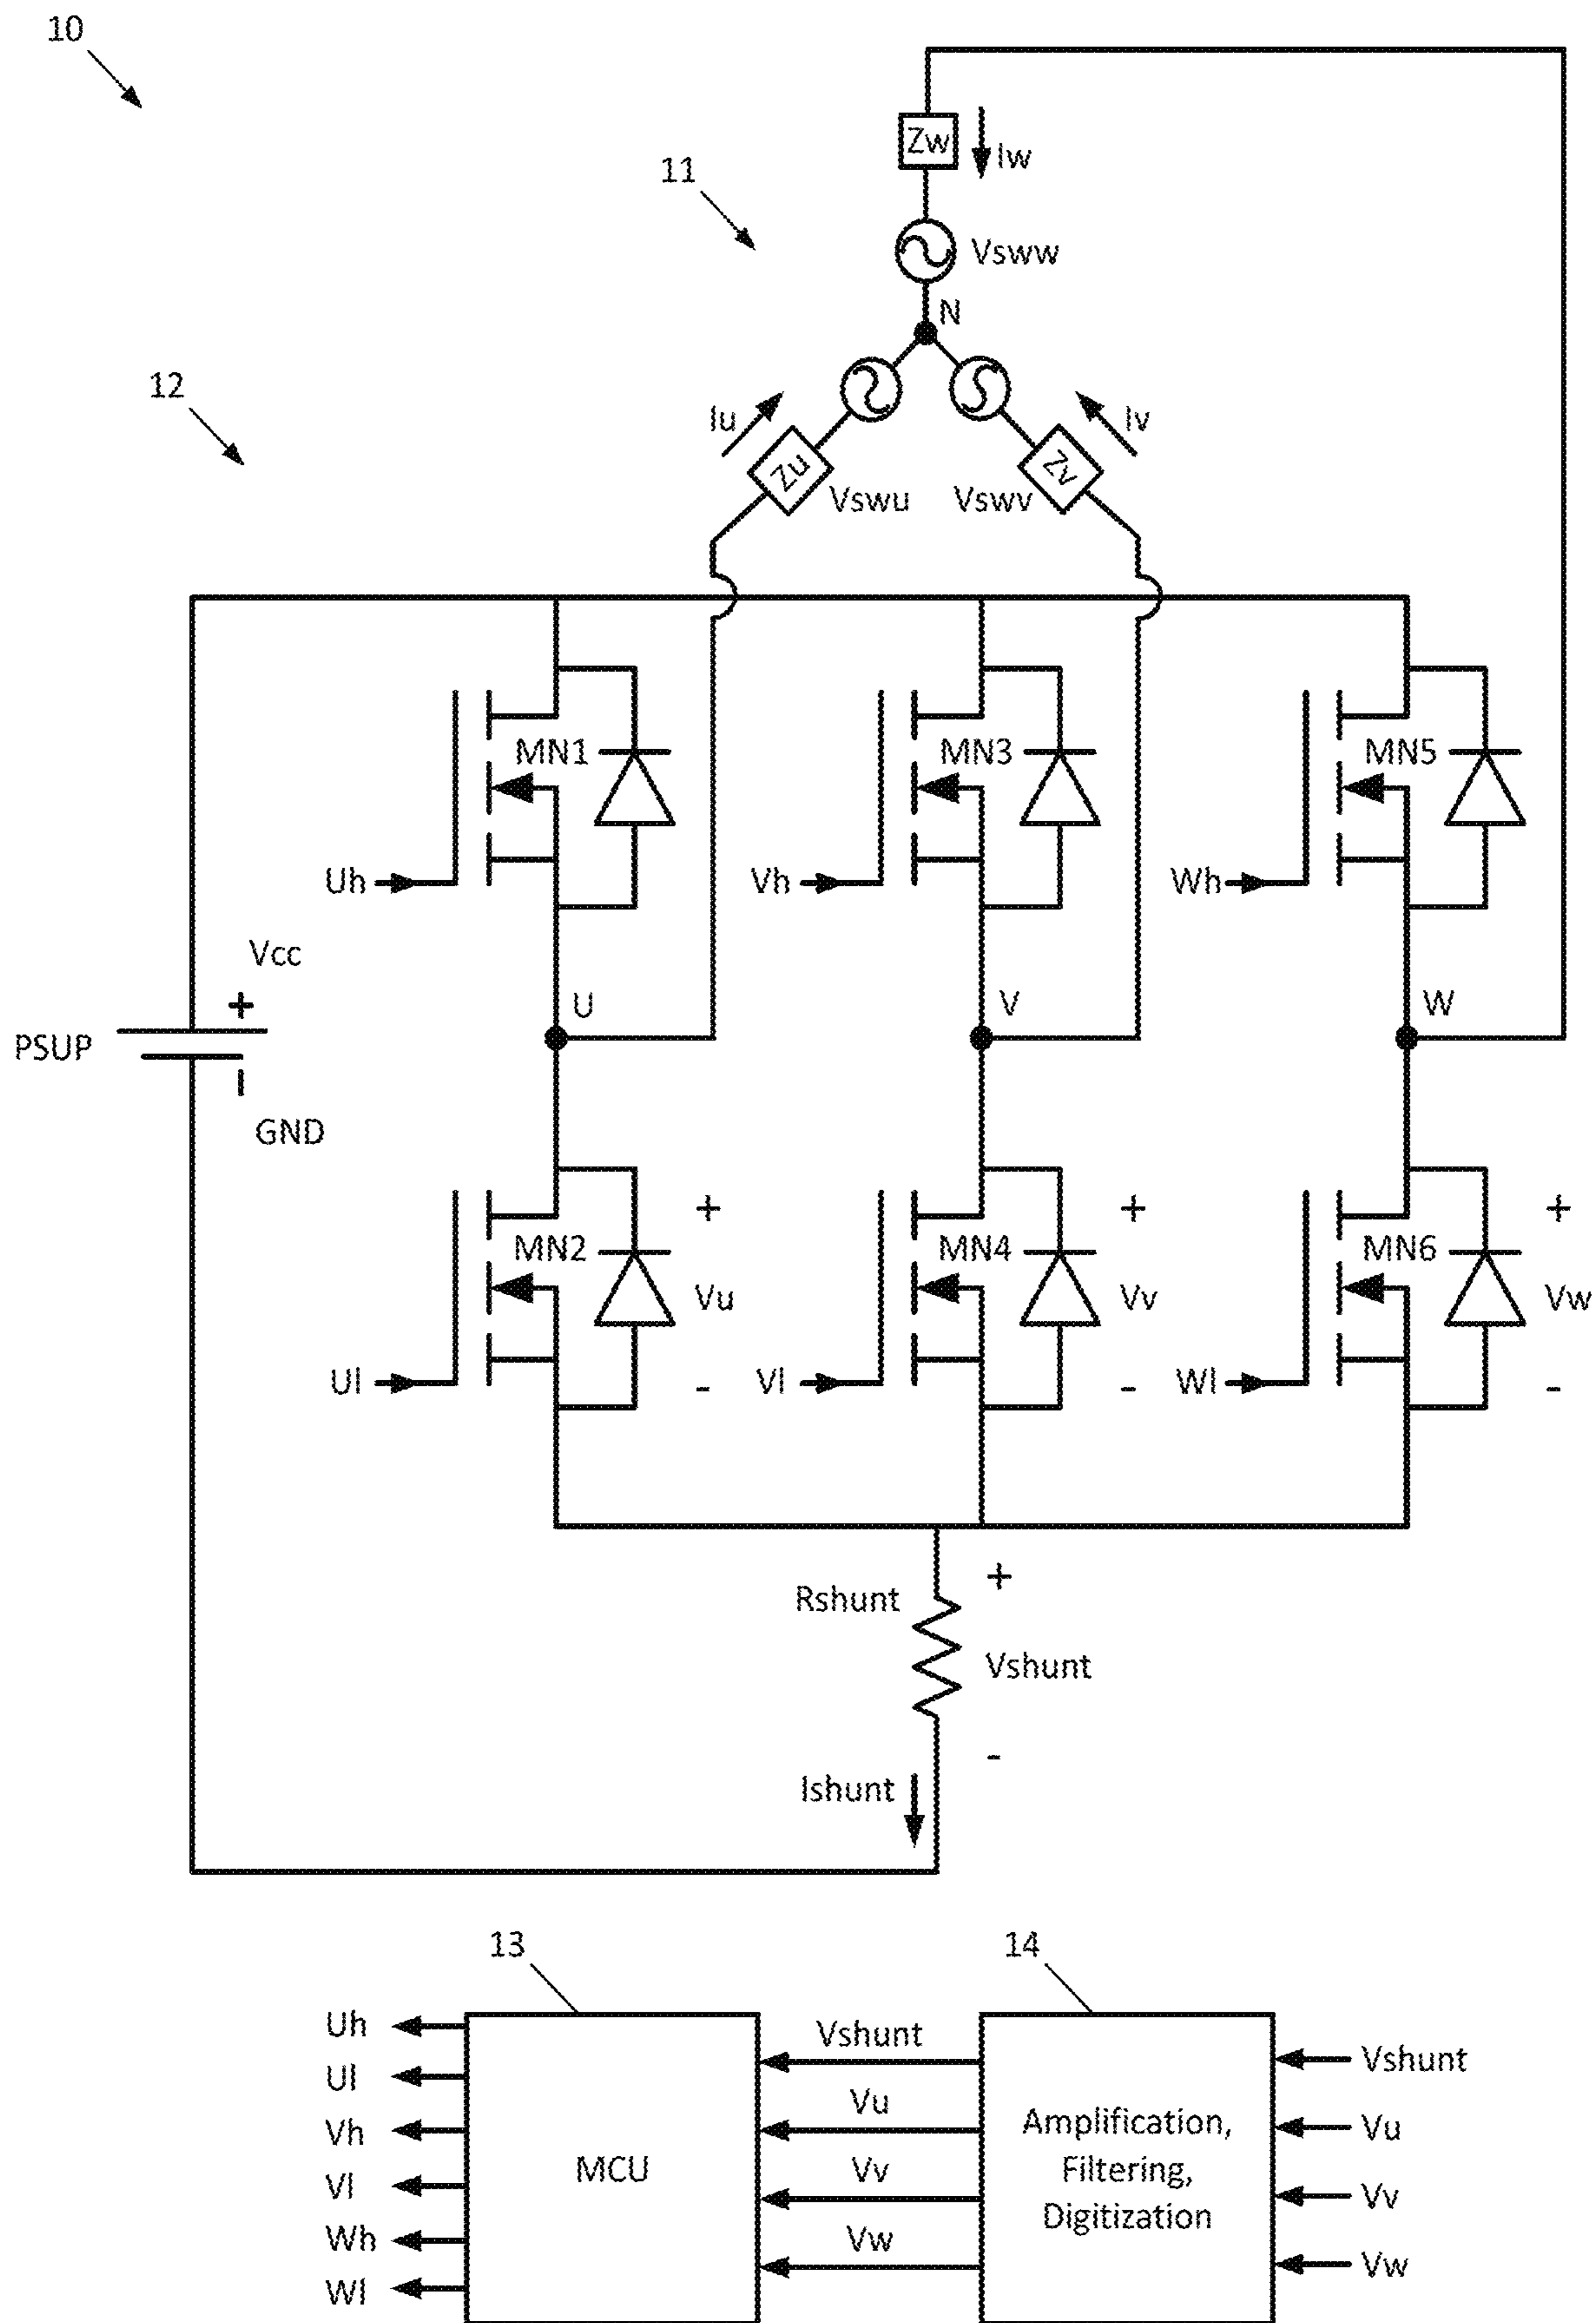 10
Zw
Iw
11
Vsww
N
12
Iu
Iv
Zu
Zv
Vswu
Vswv
MN1
MN3
MN5
Uh
Vh
Wh
Vcc
+
U
V
W
PSUP
-
GND
+
+
+
MN2
MN4
MN6
Vu
Vv
Vw
Ul
Vl
Wl
-
-
-
+
Rshunt
Vshunt
-
Ishunt
13
14
Uh
Ul
Vh
Vl
Wh
Wl
MCU
Vshunt
Vu
Vv
Vw
Amplification,
Filtering,
Digitization
Vshunt
Vu
Vv
Vw